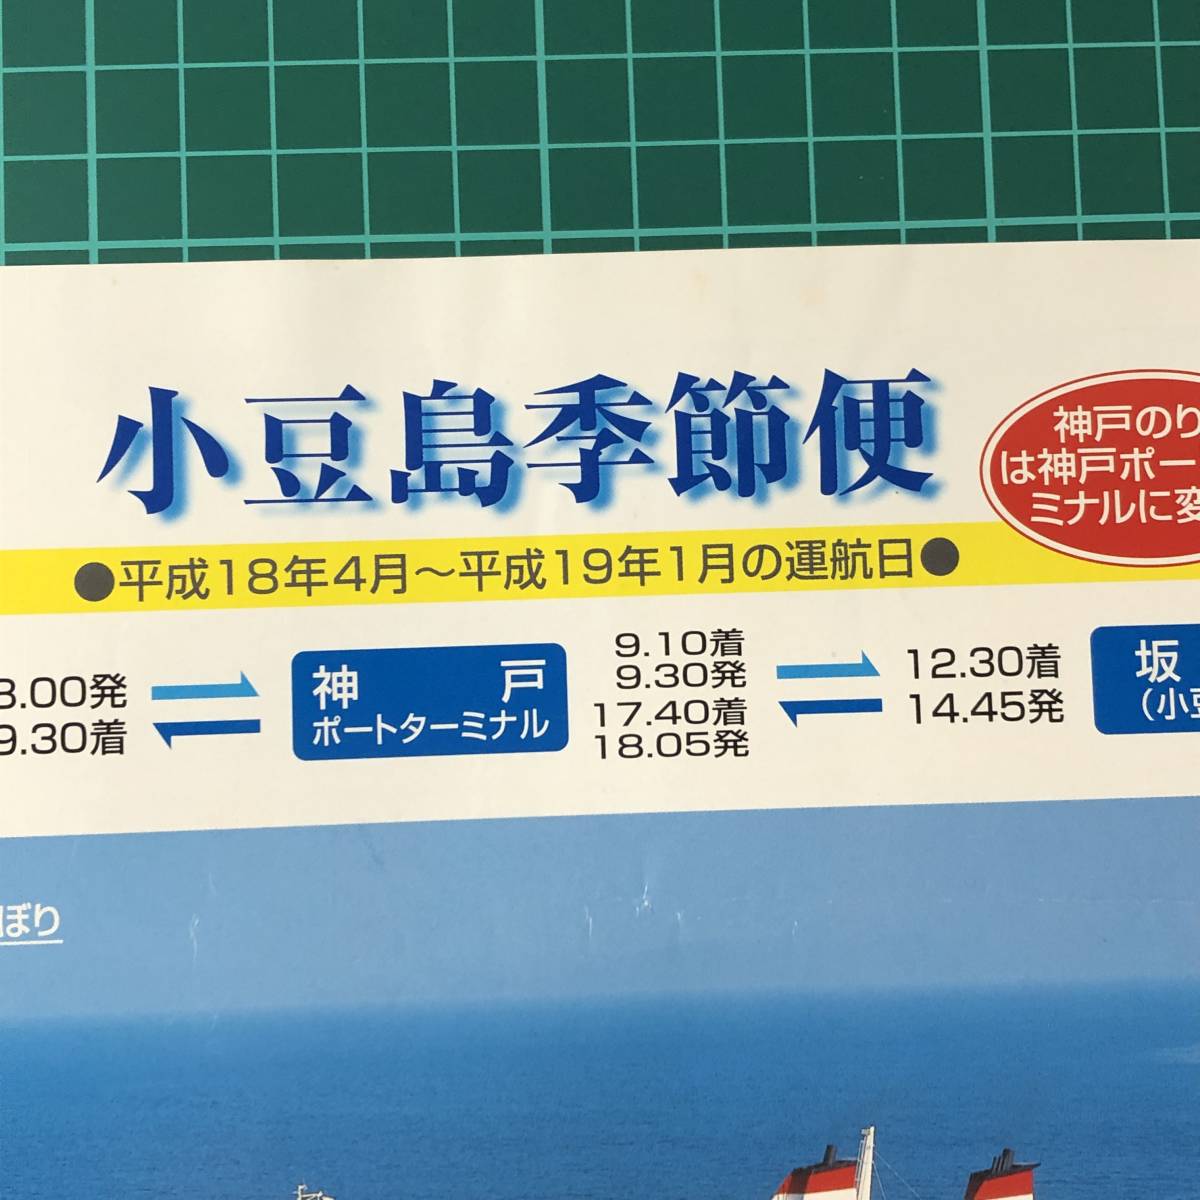 小豆島季節便
神戸のり
は神戸ポー
ミナルに変
●平成18年4月～平成19年1月の運航日●
.00発
9.30着
神戸
ポートターミナル
9.10着
9.30発
17.40着
18.05発
12.30着
14.45発
坂
(小豆
ぼり